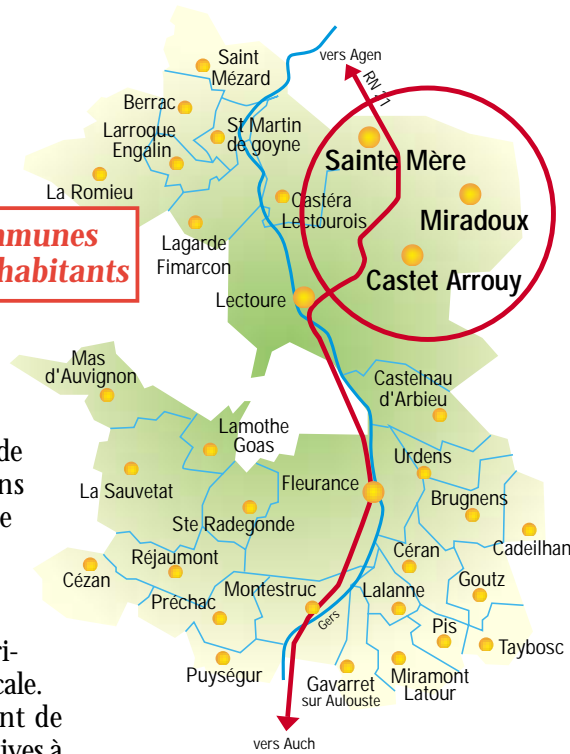 vers Agen
RN 21
Saint
Mézard
Berrac
Larroque
Engalin
St Martin
de goyne
Sainte Mère
La Romieu
Castéra
Lectourois
Miradoux
mmunes
habitants
Lagarde
Fimarcon
Castet Arrouy
Lectoure
Mas
d'Auvignon
Castelnau
d'Arbieu
Lamothe
Goas
de
ns
e
La Sauvetat
Fleurance
Urdens
Brugnens
Ste Radegonde
Cadeilhan
Cézan
Réjaumont
Céran
Préchac
Montestruc
Lalanne
Goutz
Gers
Pis
Taybosc
Puységur
Gavarret
sur Aulouste
Miramont
Latour
ri-
cale.
nt de
ives à
vers Auch